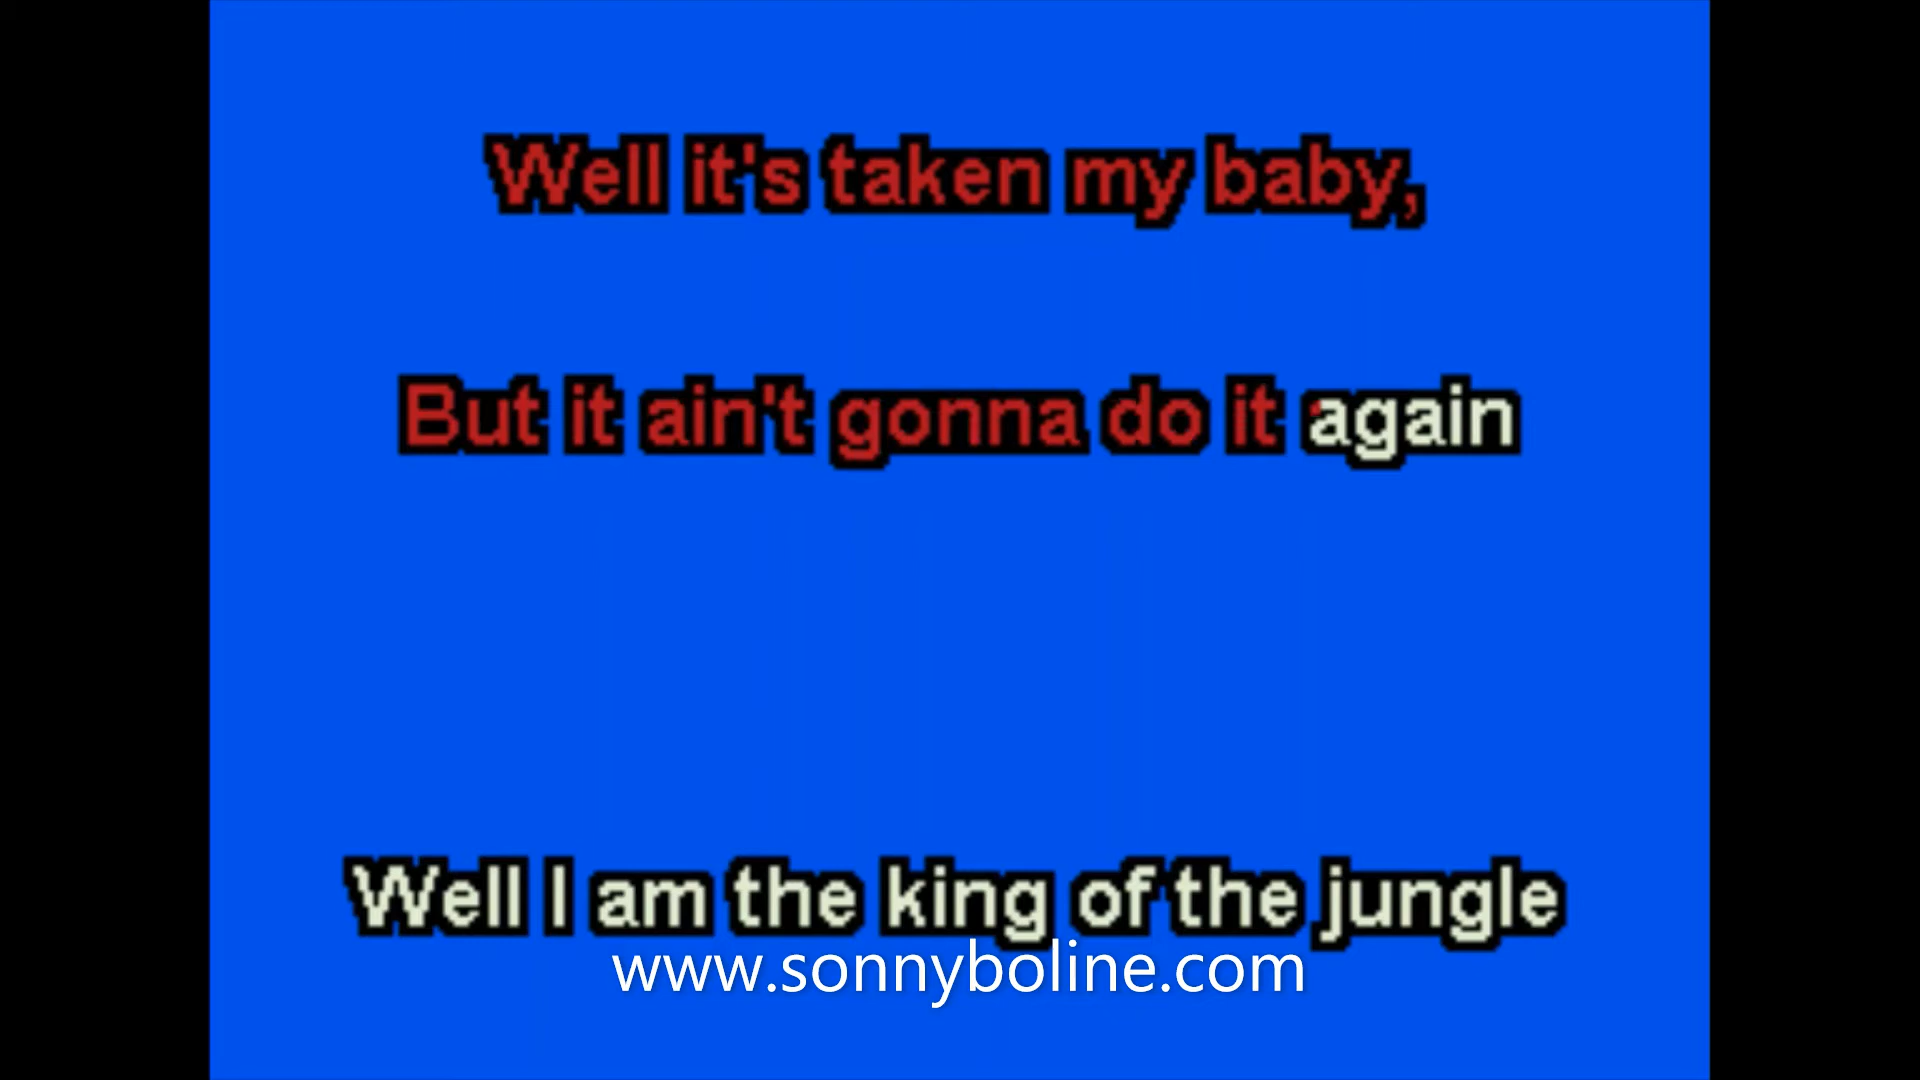 Well it's taken my baby,
But it ain't gonna do it again
Well I am the king of the jungle
www.sonnyboline.com